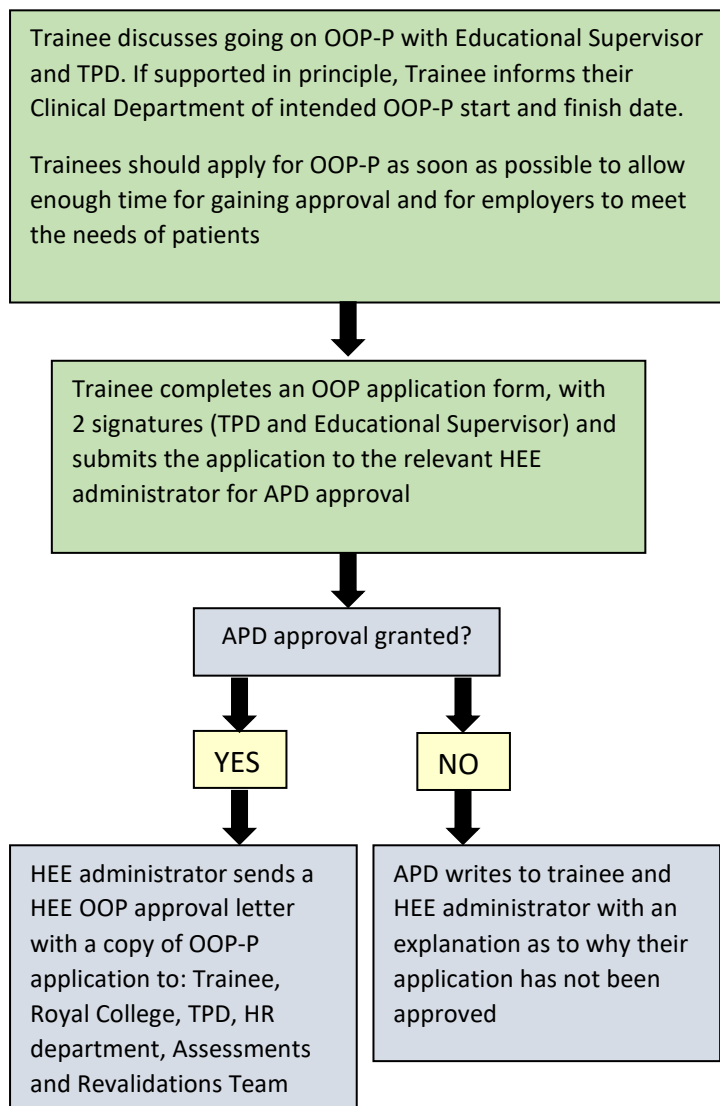 Trainee discusses going on OOP-P with Educational Supervisor
and TPD. If supported in principle, Trainee informs their
Clinical Department of intended OOP-P start and finish date.
Trainees should apply for OOP-P as soon as possible to allow
enough time for gaining approval and for employers to meet
the needs of patients
Trainee completes an OOP application form, with
2 signatures (TPD and Educational Supervisor) and
submits the application to the relevant HEE
administrator for APD approval
APD approval granted?
YES
NO
HEE administrator sends a
HEE OOP approval letter
with a copy of OOP-P
application to: Trainee,
Royal College, TPD, HR
department, Assessments
and Revalidations Team
APD writes to trainee and
HEE administrator with an
explanation as to why their
application has not been
approved